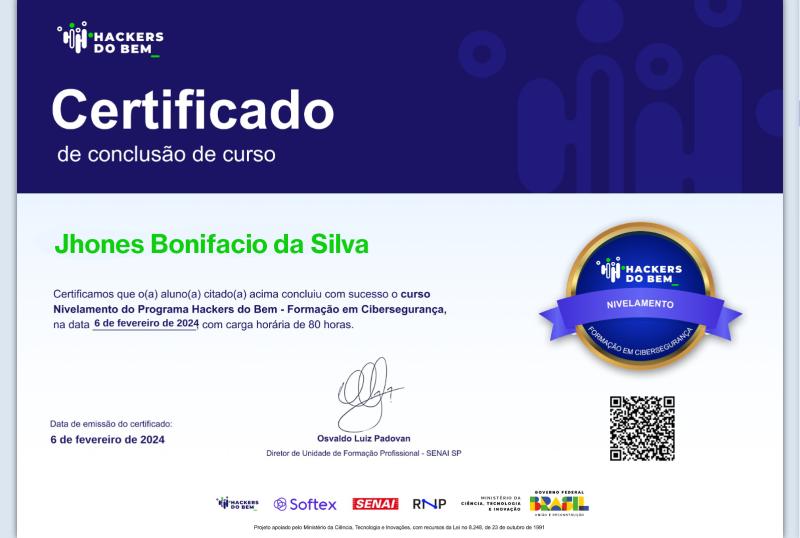 HACKERS
DO BEM_
Certificado
de conclusão de curso
Jhones Bonifacio da Silva
Certificamos que o(a) aluno(a) citado(a) acima concluiu com sucesso o curso
Nivelamento do Programa Hackers do Bem - Formação em Cibersegurança,
na data 6 de fevereiro de 2024, com carga horária de 80 horas.
HACKERS
DO BEM_
NIVELAMENTO
FORMAÇÃO EM CIBERSEGURANÇA
Data de emissão do certificado:
6 de fevereiro de 2024
Osvaldo Luiz Padovan
Diretor de Unidade de Formação Profissional - SENAI SP
HACKERS
DO BEM_
Softex
SENAI
RNP
MINISTÉRIO DA
CIÊNCIA, TECNOLOGIA
E INOVAÇÃO
GOVERNO FEDERAL
BRASIL
UNIÃO E RECONSTRUÇÃO
Projeto apoiado pelo Ministério da Ciência, Tecnologia e Inovações, com recursos da Lei no 8.248, de 23 de outubro de 1991